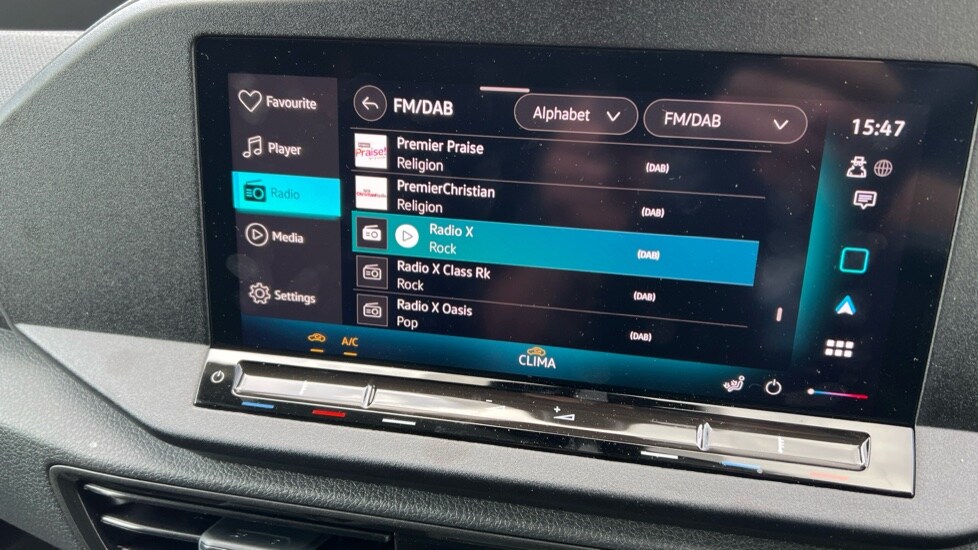 Favourite
Player
Radio
Media
Settings
FM/DAB
Alphabet
FM/DAB
Praise!
Premier Praise
Religion
(DAB)
PremierChristian
Religion
(DAB)
Radio X
Rock
(DAB)
Radio X Class Rk
Rock
(DAB)
Radio X Oasis
Pop
(DAB)
15:47
A/C
CLIMA